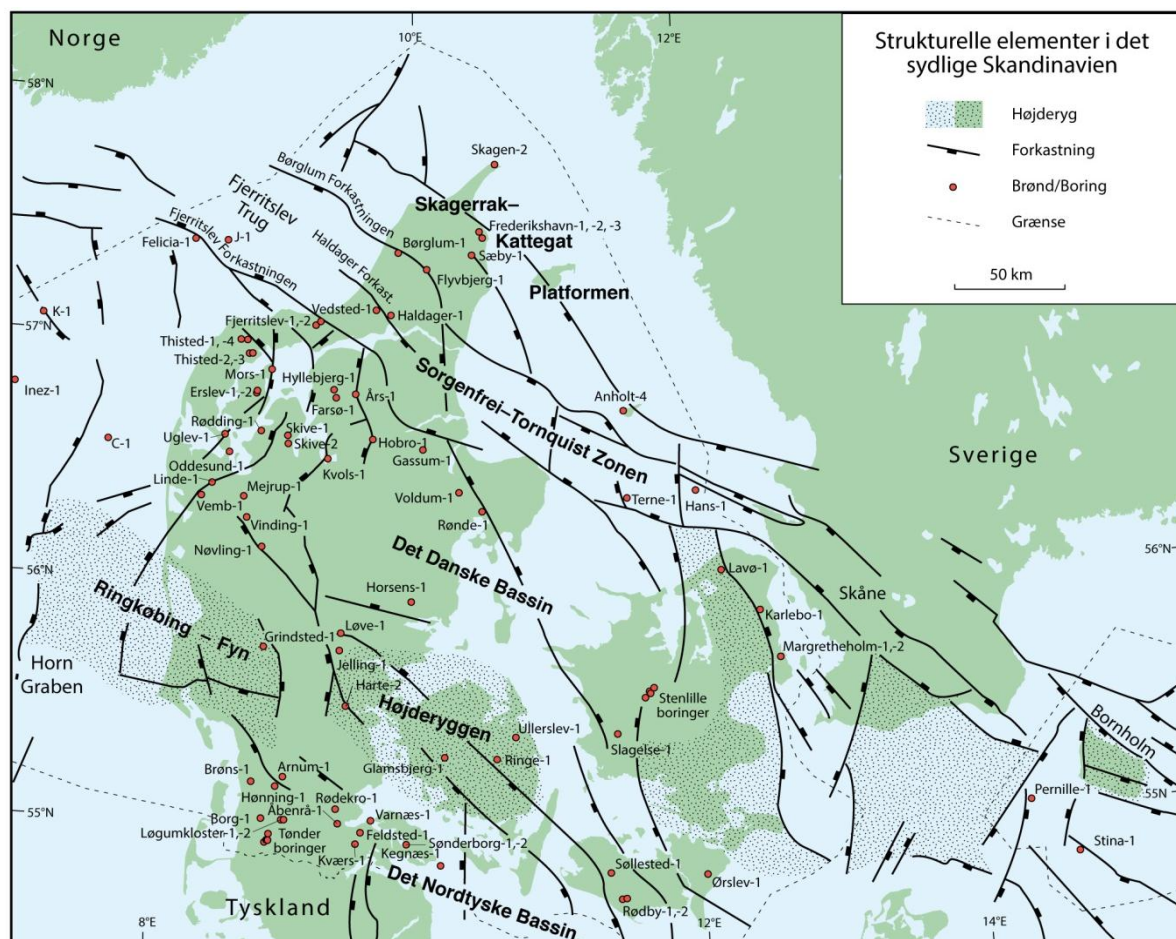 Norge
10°E
12°E
58°N
Strukturelle elementer i det
sydlige Skandinavien
Højderyg
Forkastning
Brønd/Boring
Grænse
50 km
Skagen-2
Børglum Forkastningen
Fjerritslev
Trug
Skagerrak–
Kattegat
Platformen
Frederikshavn-1, -2, -3
Fjerritslev Forkastningen
Felicia-1
J-1
Børglum-1
Sæby-1
Flyvbjerg-1
Haldager Forkast.
K-1
57°N
Vedsted-1
Haldager-1
Fjerritslev-1,-2
Thisted-1, -4
Thisted-2,-3
Mors-1
Inez-1
Hyllebjerg-1
Erslev-1,-2
Års-1
Farsø-1
Sorgenfrei–Tornquist Zonen
Anholt-4
Rødding-1
Uglev-1
Skive-1
Skive-2
C-1
Hobro-1
Gassum-1
Oddesund-1
Kvols-1
Linde-1
Mejrup-1
Vemb-1
Voldum-1
Sverige
Terne-1
Hans-1
Vinding-1
Rønde-1
Nøvling-1
Det Danske Bassin
56°N
56°N
Lavø-1
Skåne
Horsens-1
Karlebo-1
Ringkøbing – Fyn
Højderyggen
Grindsted-1
Løve-1
Margretheholm-1,-2
Horn
Graben
Jelling-1
Harte-2
Stenlille
boringer
Ullerslev-1
Slagelse-1
Bornholm
Glamsbjerg-1
Ringe-1
Brøns-1
Arnum-1
Hønning-1
Rødekro-1
55°N
55°N
Pernille-1
Borg-1
Åbenrå-1
Varnæs-1
Løgumkloster-1,-2
Tønder
boringer
Feldsted-1
Sønderborg-1,-2
Kværs-1
Kegnæs-1
Stina-1
Søllested-1
Ørslev-1
Det Nordtyske Bassin
Rødby-1,-2
Tyskland
8°E
12°E
14°E